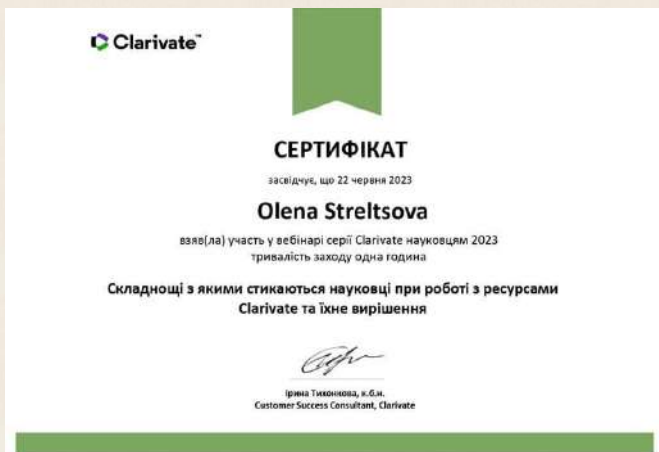 Clarivate™
СЕРТИФІКАТ
засвідчує, що 22 червня 2023
Olena Streltsova
взяв(ла) участь у вебінарі серії Clarivate науковцям 2023
тривалість заходу одна година
Складнощі з якими стикаються науковці при роботі з ресурсами
Clarivate та їхне вирішення
Ірина Тихонкова, к.б.н.
Customer Success Consultant, Clarivate